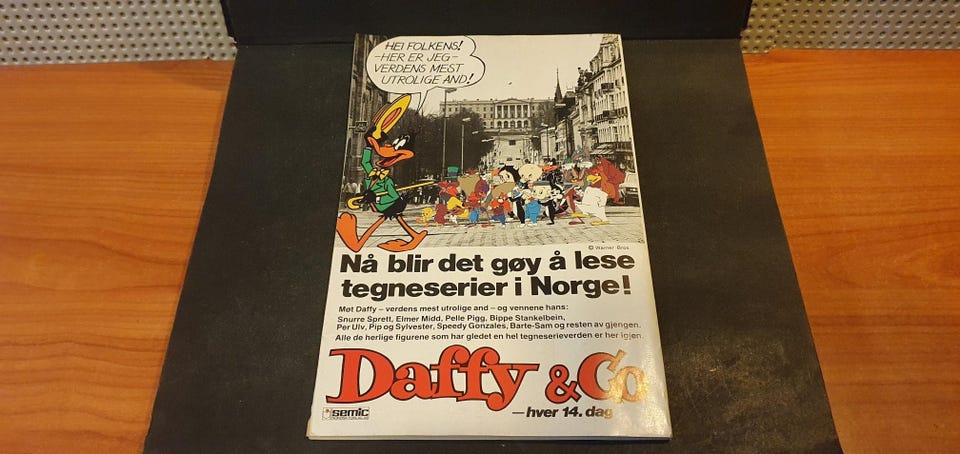 HEI FOLKENS!
-HER ER JEG-
VERDENS MEST
UTROLIGE AND!
© Warner Bros
Nå blir det gøy å lese
tegneserier i Norge!
Møt Daffy – verdens mest utrolige and – og vennene hans:
Snurre Sprett, Elmer Midd, Pelle Pigg, Bippe Stankelbein,
Per Ulv, Pip og Sylvester, Speedy Gonzales, Barte-Sam og resten av gjengen.
Alle de herlige figurene som har gledet en hel tegneserieverden er her igjen.
Daffy & Co
semic
— hver 14. dag